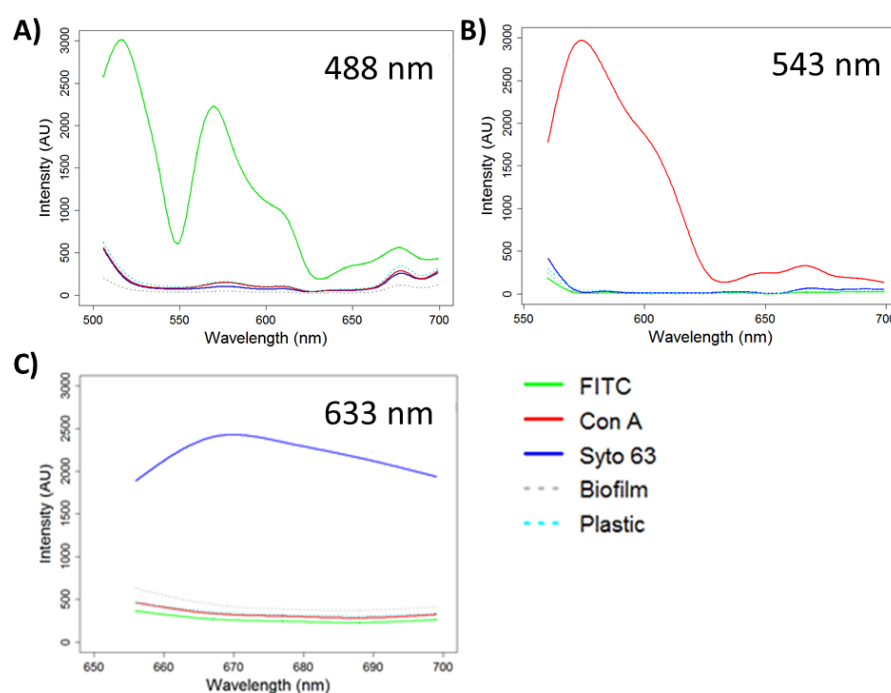 A)
488 nm
Intensity (AU)
0 500 1000 1500 2000 2500 3000
500 550 600 650 700
Wavelength (nm)
B)
543 nm
Intensity (AU)
0 500 1000 1500 2000 2500 3000
550 600 650 700
Wavelength (nm)
C)
633 nm
Intensity (AU)
0 500 1000 1500 2000 2500 3000
650 660 670 680 690 700
Wavelength (nm)
FITC
Con A
Syto 63
Biofilm
Plastic